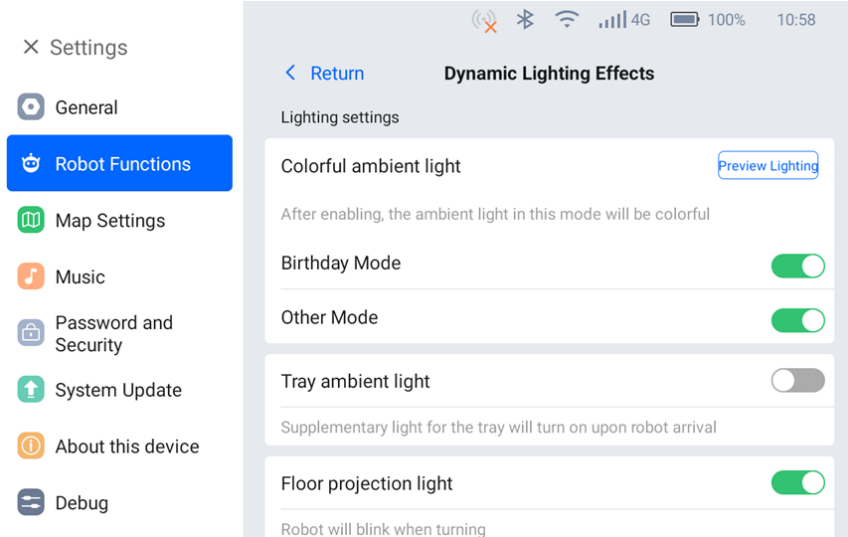 4G 100% 10:58
Settings
General
Robot Functions
Map Settings
Music
Password and
Security
System Update
About this device
Debug
Return
Dynamic Lighting Effects
Lighting settings
Colorful ambient light
Preview Lighting
After enabling, the ambient light in this mode will be colorful
Birthday Mode
Other Mode
Tray ambient light
Supplementary light for the tray will turn on upon robot arrival
Floor projection light
Robot will blink when turning